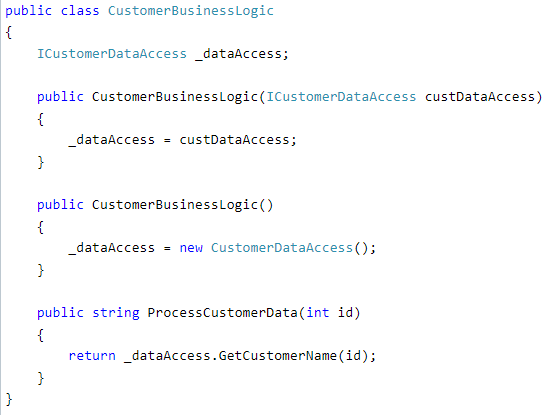 public class CustomerBusinessLogic
{
    ICustomerDataAccess _dataAccess;

    public CustomerBusinessLogic(ICustomerDataAccess custDataAccess)
    {
        _dataAccess = custDataAccess;
    }

    public CustomerBusinessLogic()
    {
        _dataAccess = new CustomerDataAccess();
    }

    public string ProcessCustomerData(int id)
    {
        return _dataAccess.GetCustomerName(id);
    }
}